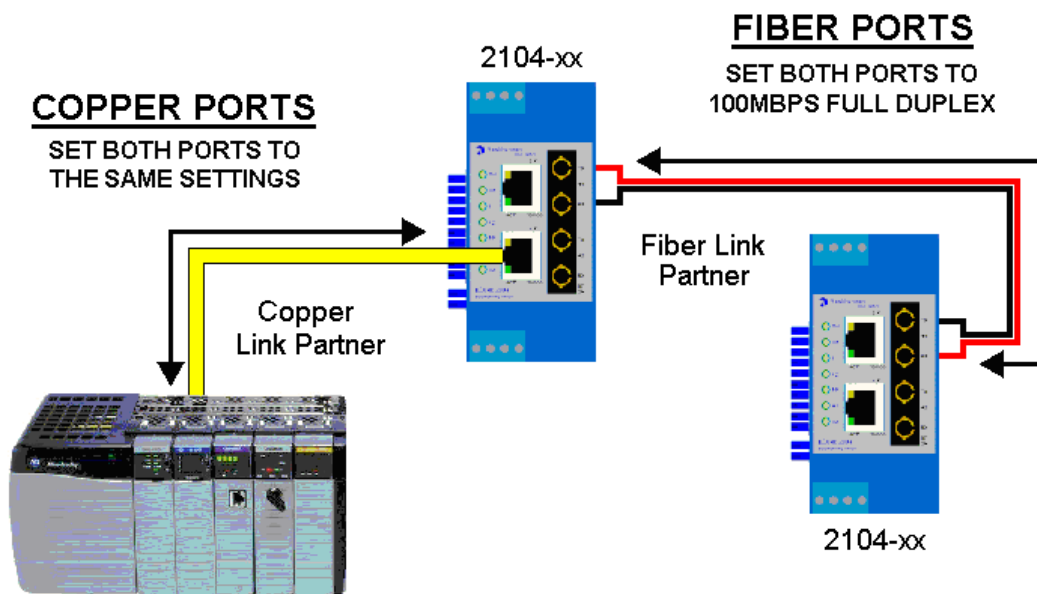 FIBER PORTS
SET BOTH PORTS TO
100MBPS FULL DUPLEX
2104-xx
COPPER PORTS
SET BOTH PORTS TO
THE SAME SETTINGS
Fiber Link
Partner
Copper
Link Partner
2104-xx